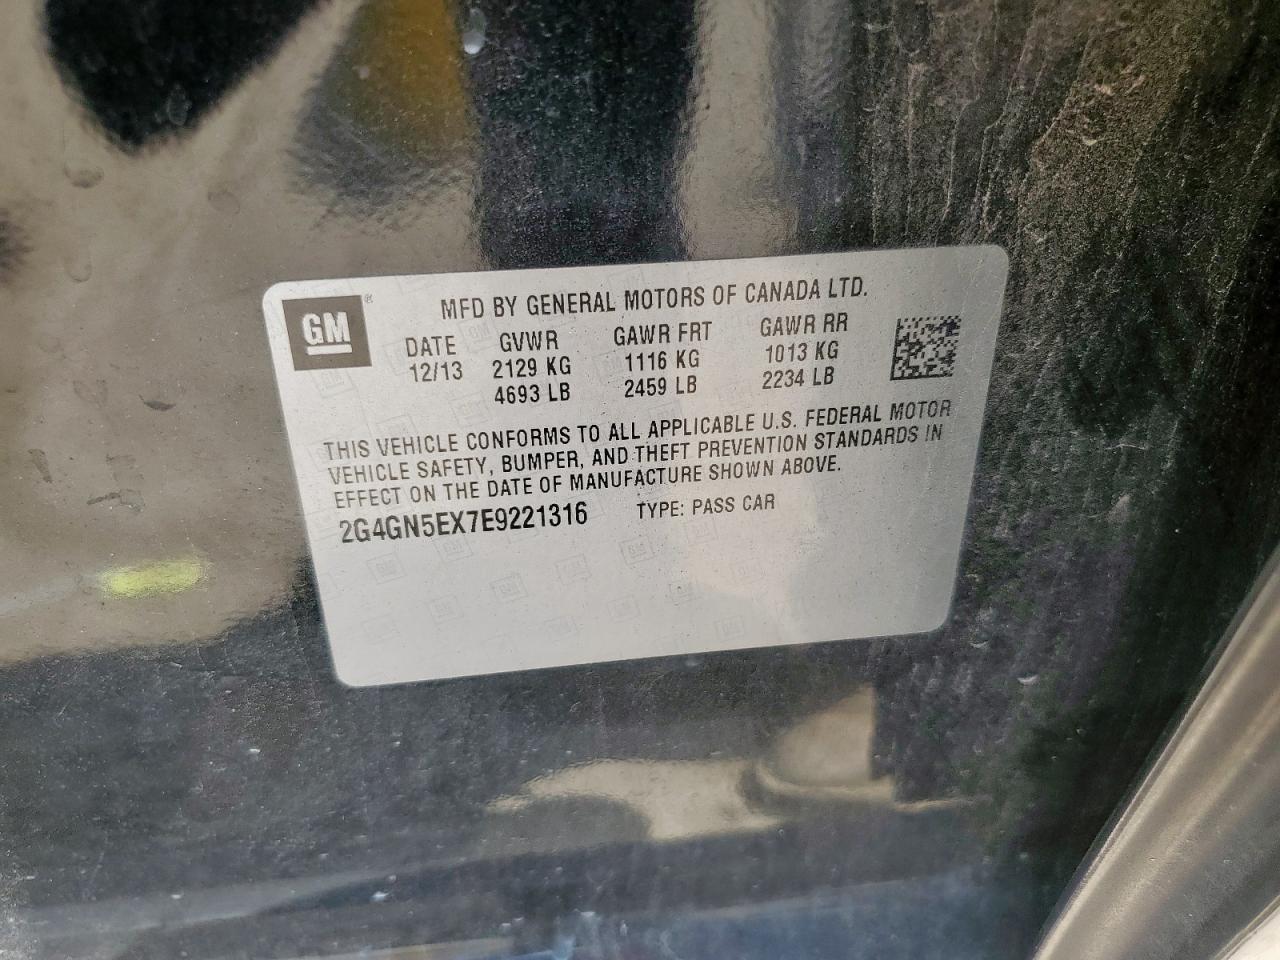 GM ®
MFD BY GENERAL MOTORS OF CANADA LTD.
DATE GVWR GAWR FRT GAWR RR
12/13 2129 KG 1116 KG 1013 KG
4693 LB 2459 LB 2234 LB
THIS VEHICLE CONFORMS TO ALL APPLICABLE U.S. FEDERAL MOTOR
VEHICLE SAFETY, BUMPER, AND THEFT PREVENTION STANDARDS IN
EFFECT ON THE DATE OF MANUFACTURE SHOWN ABOVE.
2G4GN5EX7E9221316 TYPE: PASS CAR